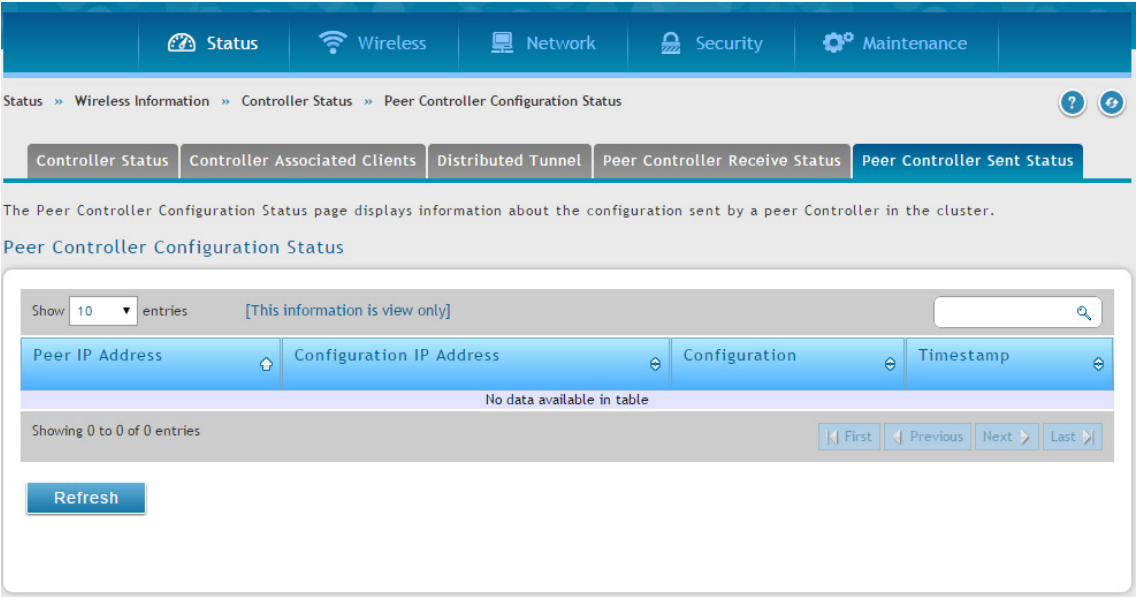 Status Wireless Network Security Maintenance
Status » Wireless Information » Controller Status » Peer Controller Configuration Status ?
Controller Status Controller Associated Clients Distributed Tunnel Peer Controller Receive Status Peer Controller Sent Status
The Peer Controller Configuration Status page displays information about the configuration sent by a peer Controller in the cluster.
Peer Controller Configuration Status
Show 10 entries [This information is view only]
Peer IP Address Configuration IP Address Configuration Timestamp
No data available in table
Showing 0 to 0 of 0 entries First Previous Next Last
Refresh